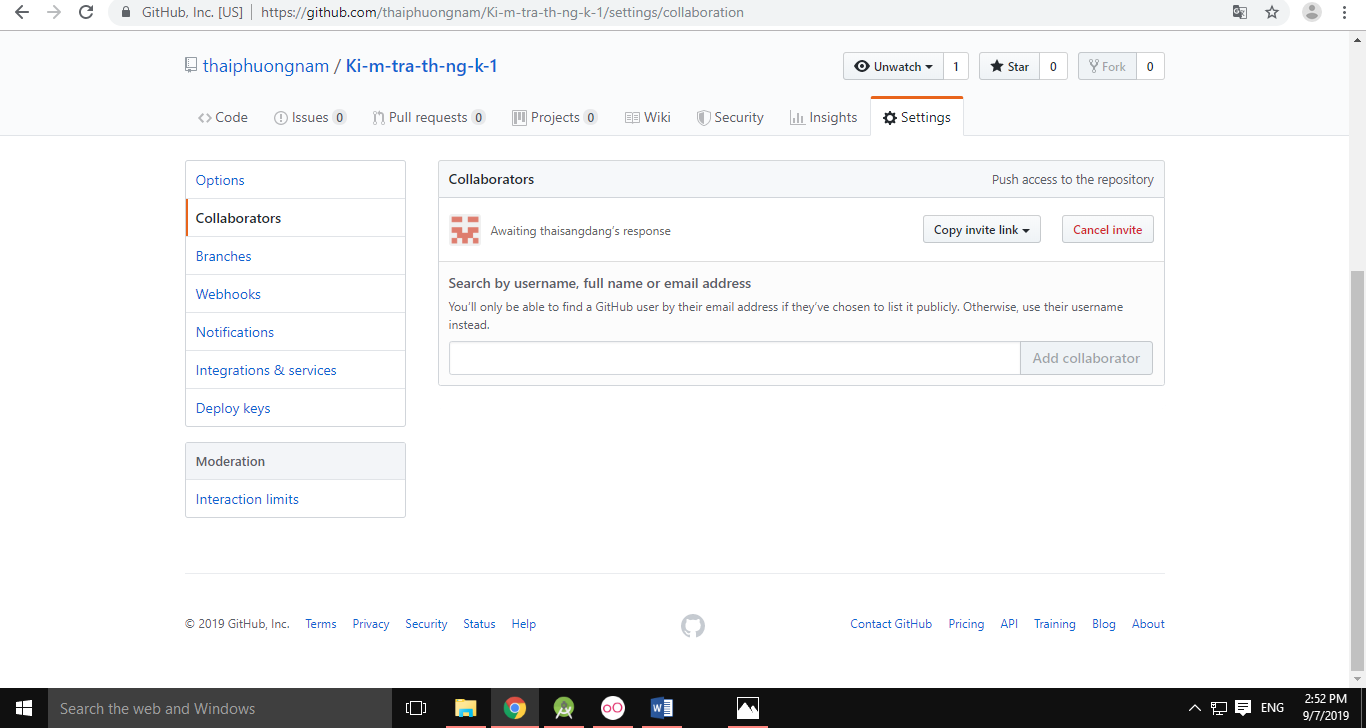 GitHub, Inc. [US] | https://github.com/thaiphuongnam/Ki-m-tra-th-ng-k-1/settings/collaboration
thaiphuongnam / Ki-m-tra-th-ng-k-1
Unwatch 1 Star 0 Fork 0
Code Issues 0 Pull requests 0 Projects 0 Wiki Security Insights Settings
Options
Collaborators
Branches
Webhooks
Notifications
Integrations & services
Deploy keys
Moderation
Interaction limits
Collaborators Push access to the repository
Awaiting thaisangdang's response Copy invite link Cancel invite
Search by username, full name or email address
You'll only be able to find a GitHub user by their email address if they've chosen to list it publicly. Otherwise, use their username
instead.
Add collaborator
© 2019 GitHub, Inc. Terms Privacy Security Status Help Contact GitHub Pricing API Training Blog About
Search the web and Windows
ENG
2:52 PM
9/7/2019